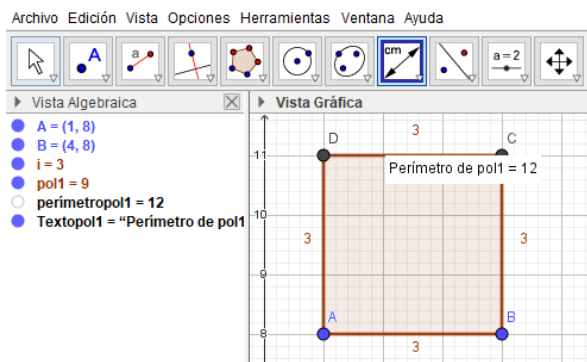 Archivo Edición Vista Opciones Herramientas Ventana Ayuda
A a cm a = 2
Vista Algebraica
A = (1, 8)
B = (4, 8)
i = 3
pol1 = 9
perimetropol1 = 12
Textopol1 = “Perímetro de pol1
Vista Gráfica
D 3 C
11
Perímetro de pol1 = 12
10
3 3
9
A B
8
3